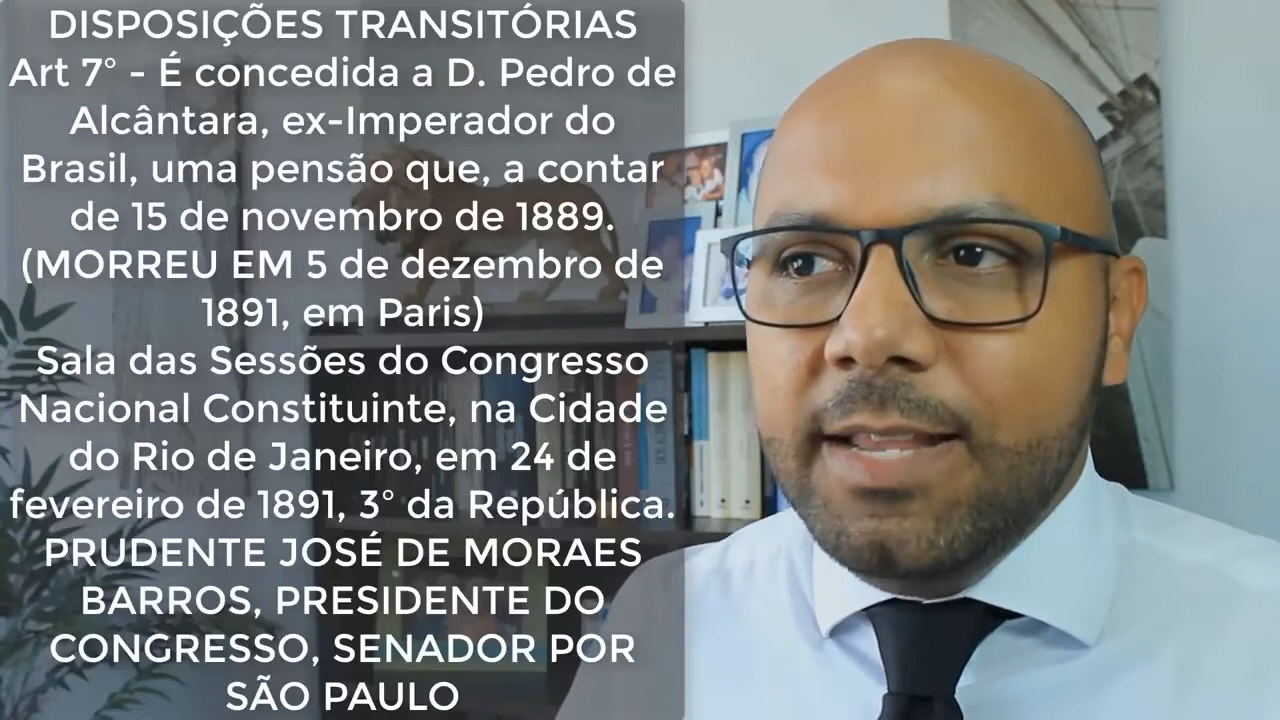 DISPOSIÇÕES TRANSITÓRIAS
Art 7° - É concedida a D. Pedro de
Alcântara, ex-Imperador do
Brasil, uma pensão que, a contar
de 15 de novembro de 1889.
(MORREU EM 5 de dezembro de
1891, em Paris)
Sala das Sessões do Congresso
Nacional Constituinte, na Cidade
do Rio de Janeiro, em 24 de
fevereiro de 1891, 3° da República.
PRUDENTE JOSÉ DE MORAES
BARROS, PRESIDENTE DO
CONGRESSO, SENADOR POR
SÃO PAULO